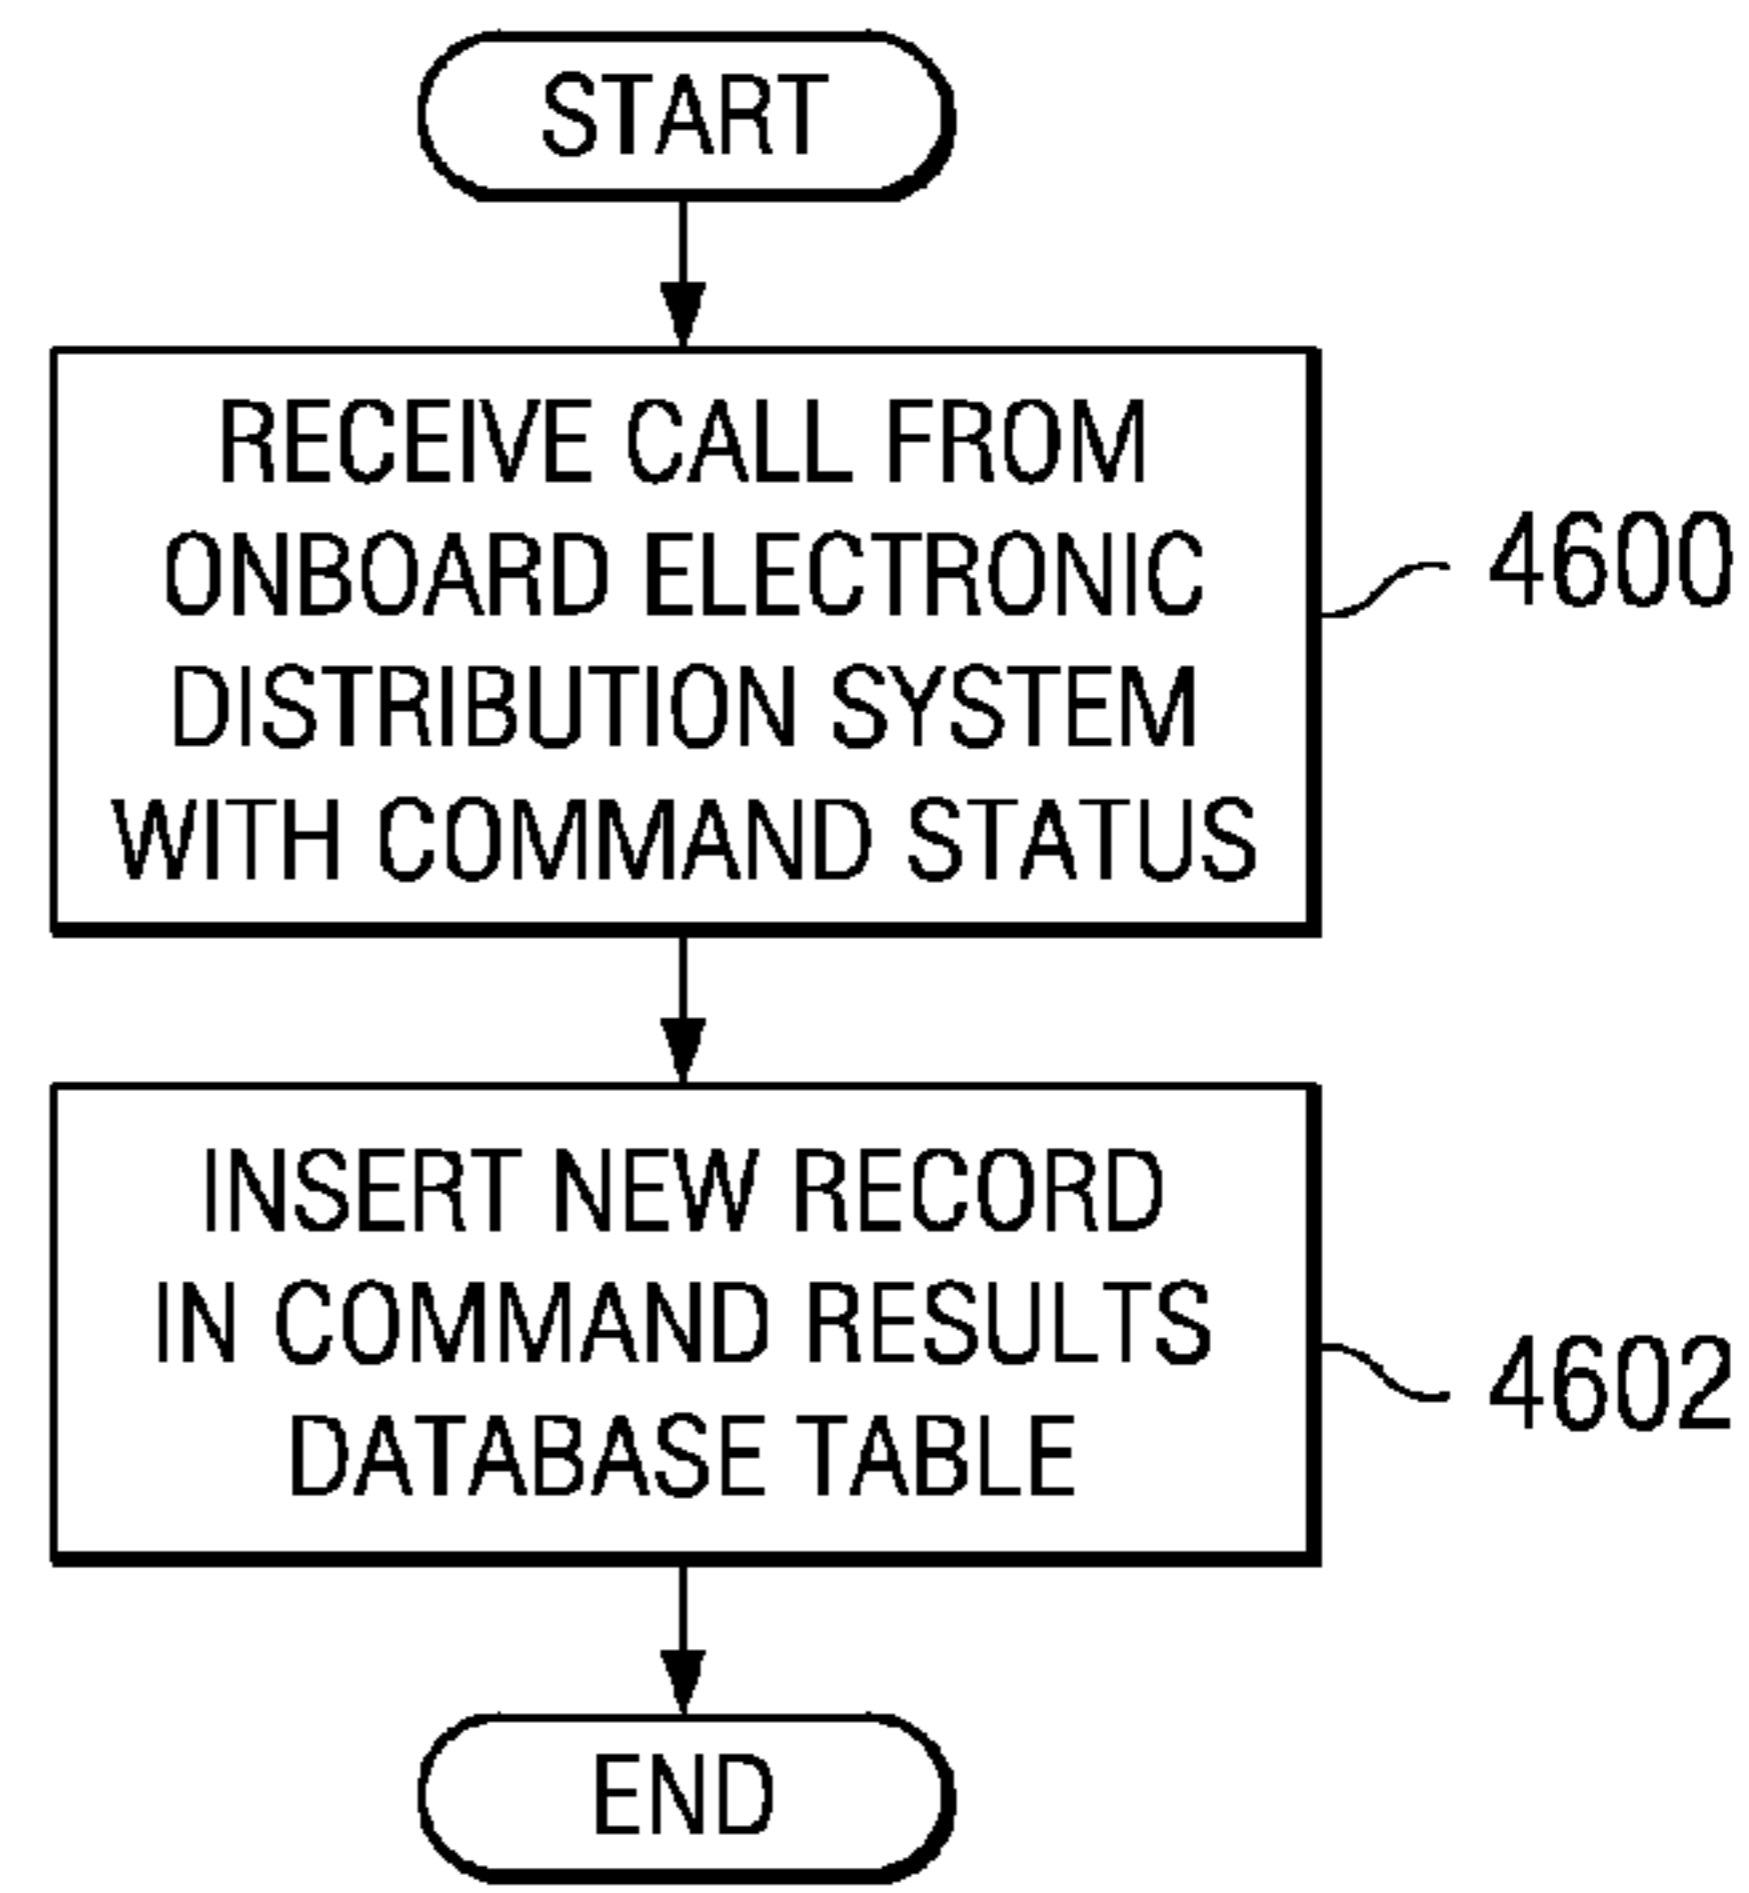 START
RECEIVE CALL FROM
ONBOARD ELECTRONIC
DISTRIBUTION SYSTEM
WITH COMMAND STATUS
4600
INSERT NEW RECORD
IN COMMAND RESULTS
DATABASE TABLE
4602
END